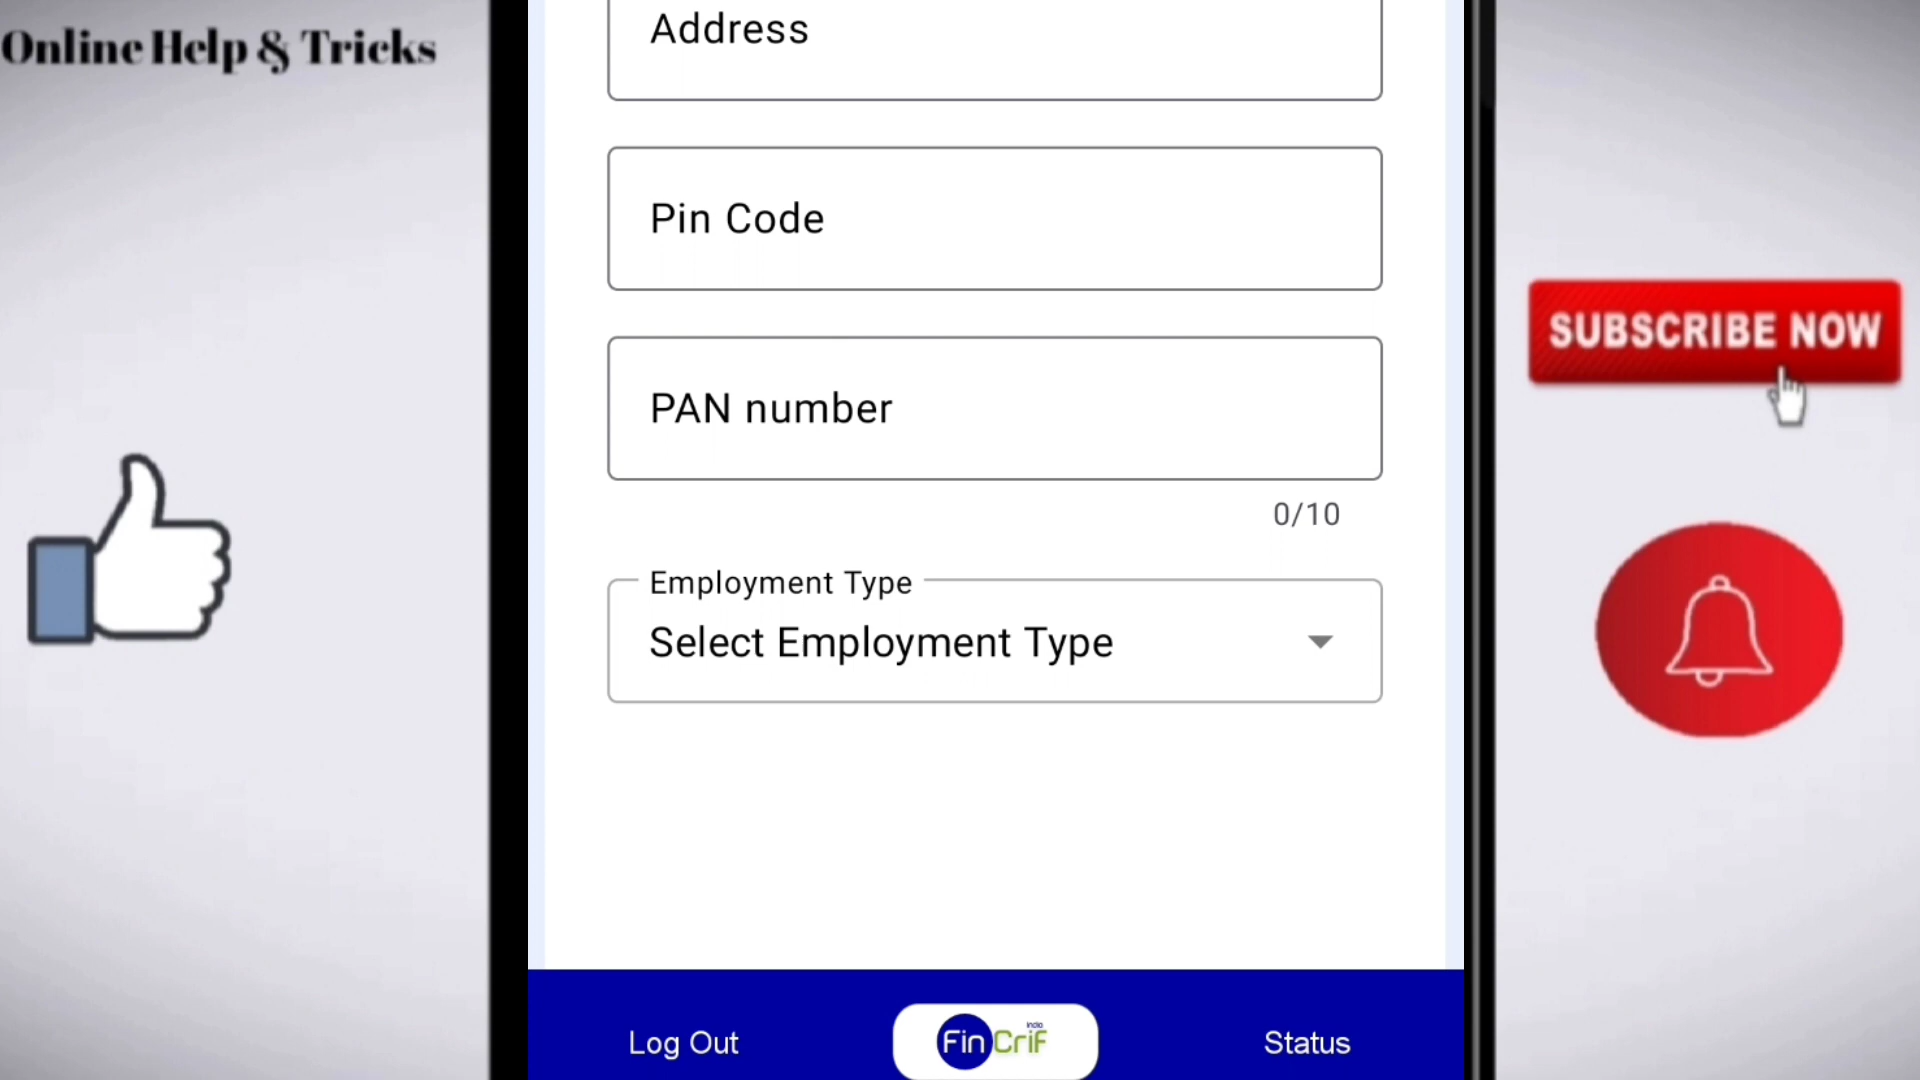 Online Help & Tricks
Address
Pin Code
PAN number
0/10
Employment Type
Select Employment Type
SUBSCRIBE NOW
Log Out
FinCrif
India
Status